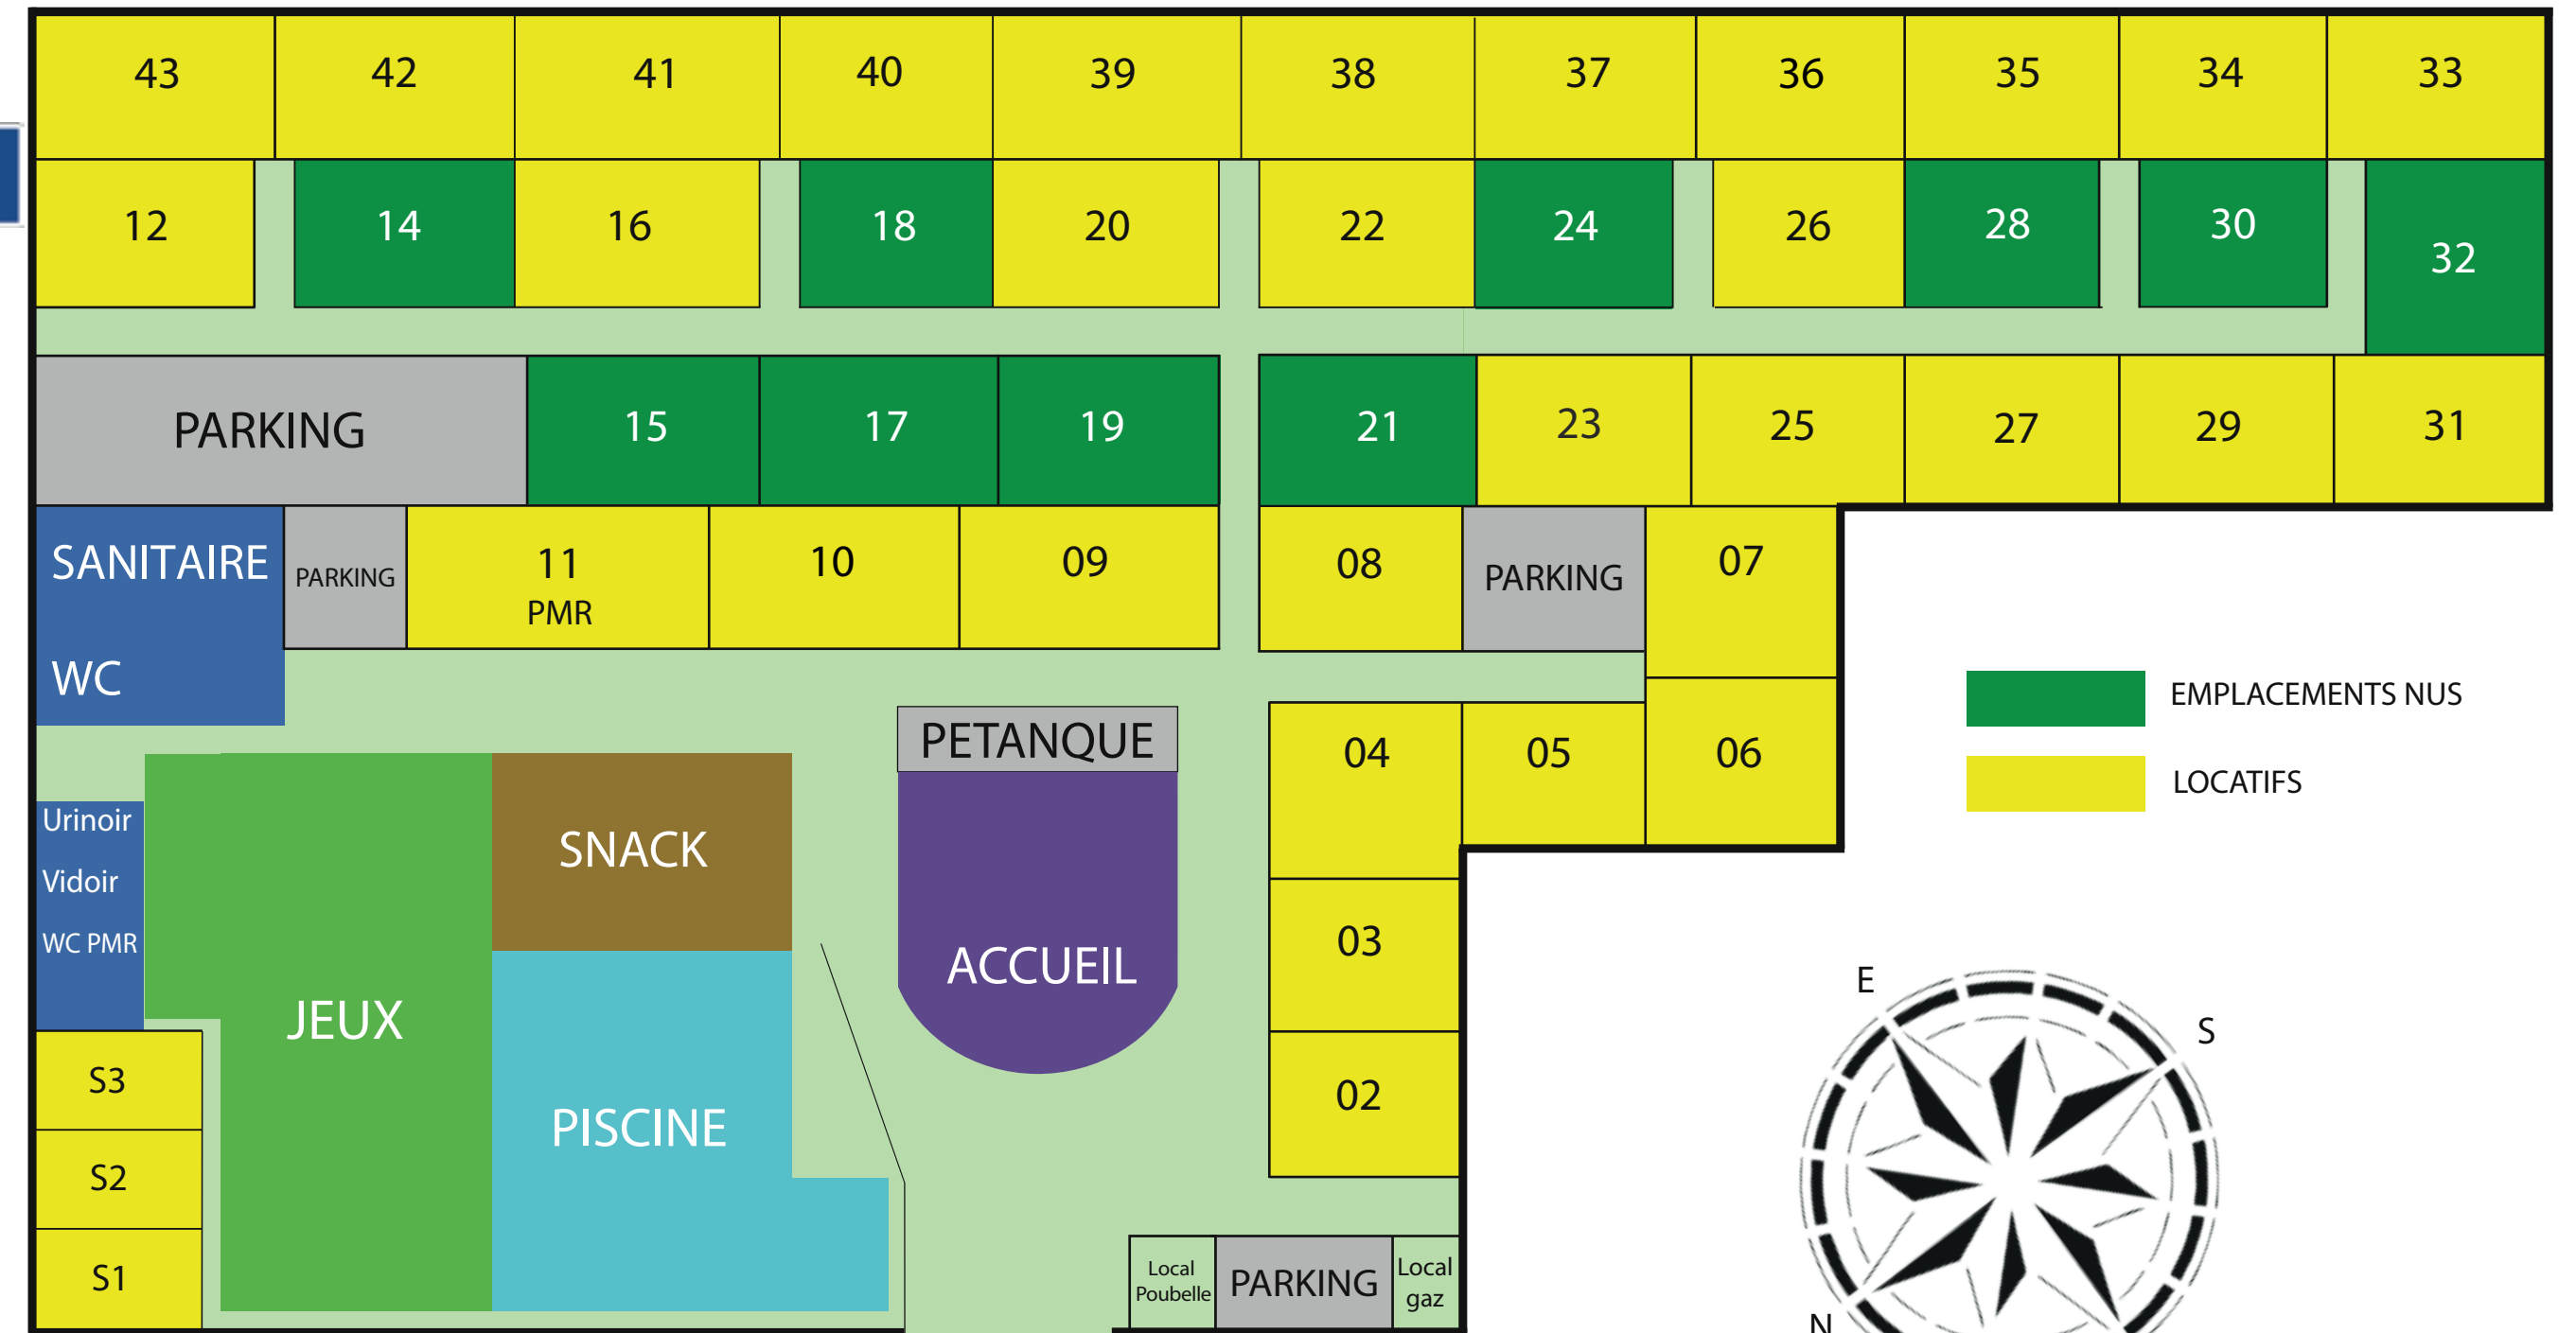 43 42 41 40 39 38 37 36 35 34 33
12 14 16 18 20 22 24 26 28 30 32
PARKING 15 17 19 21 23 25 27 29 31
SANITAIRE
WC
PARKING
11
PMR
10 09 08 PARKING 07
PETANQUE
04 05 06
EMPLACEMENTS NUS
LOCATIFS
Urinoir
Vidoir
WC PMR
SNACK
ACCUEIL
03
JEUX
02
PISCINE
S3
S2
S1
Local
Poubelle
PARKING
Local
gaz
E
S
N